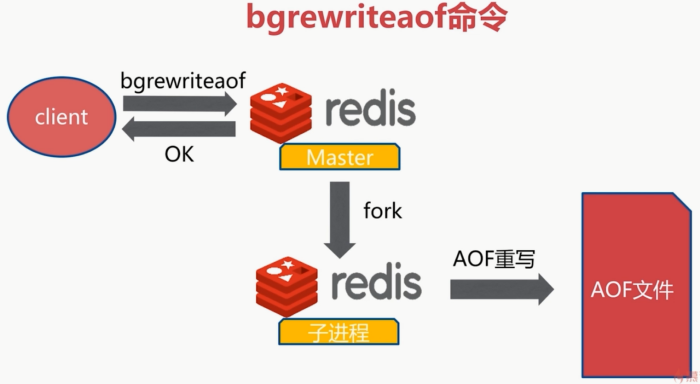 bgrewriteaof命令
bgrewriteaof
client
redis
OK
Master
fork
redis
AOF重写
AOF文件
子进程